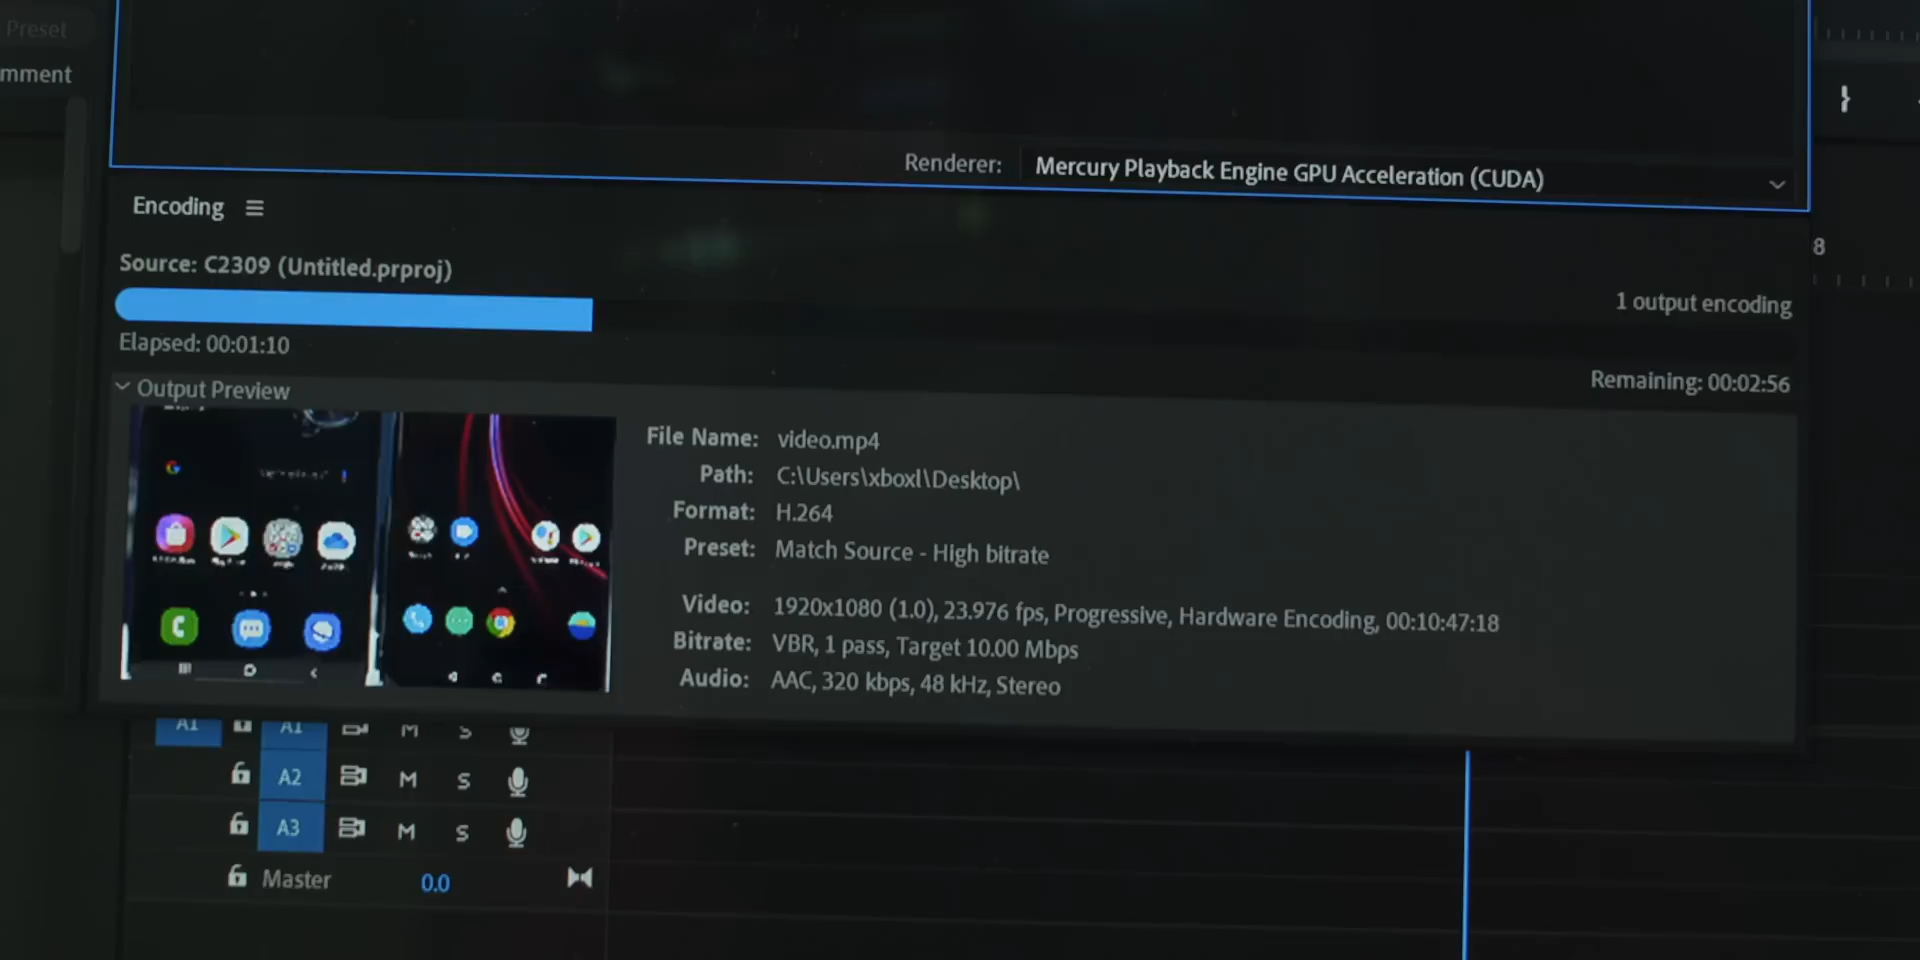 Preset
mment
}
Renderer: Mercury Playback Engine GPU Acceleration (CUDA)
Encoding
8
Source: C2309 (Untitled.prproj)
1 output encoding
Elapsed: 00:01:10
Remaining: 00:02:56
Output Preview
File Name: video.mp4
Path: C:\Users\xboxl\Desktop\
Format: H.264
Preset: Match Source - High bitrate
Video: 1920x1080 (1.0), 23.976 fps, Progressive, Hardware Encoding, 00:10:47:18
Bitrate: VBR, 1 pass, Target 10.00 Mbps
Audio: AAC, 320 kbps, 48 kHz, Stereo
A1 A1 M S
A2 M S
A3 M S
Master 0.0